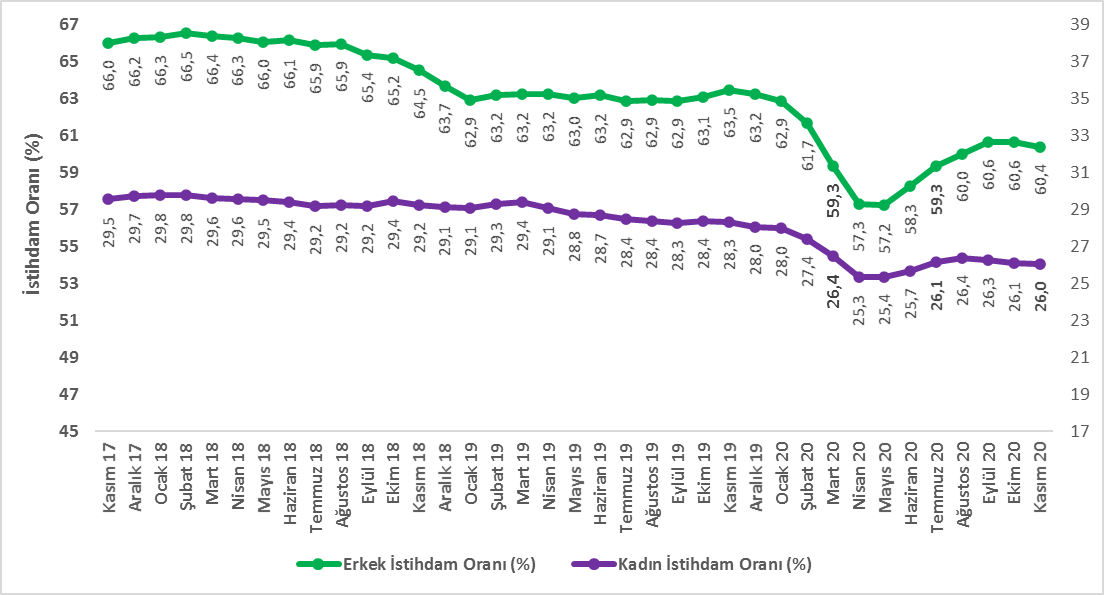 67
65
63
61
59
57
55
53
51
49
47
45
İstihdam Oranı (%)
39
37
35
33
31
29
27
25
23
21
19
17
66,0 66,2 66,3 66,5 66,4 66,3 66,0 66,1 65,9 65,9 65,4 65,2 64,5 63,7 62,9 63,2 63,2 63,2 63,0 63,2 62,9 62,9 62,9 63,1 63,5 63,2 62,9 61,7 59,3 57,3 57,2 58,3 59,3 60,0 60,6 60,6 60,4
29,5 29,7 29,8 29,8 29,6 29,6 29,5 29,4 29,2 29,2 29,2 29,4 29,2 29,1 29,1 29,3 29,4 29,1 28,8 28,7 28,4 28,4 28,3 28,4 28,3 28,0 28,0 27,4 26,4 25,3 25,4 25,7 26,1 26,4 26,3 26,1 26,0
Kasım 17
Aralık 17
Ocak 18
Şubat 18
Mart 18
Nisan 18
Mayıs 18
Haziran 18
Temmuz 18
Ağustos 18
Eylül 18
Ekim 18
Kasım 18
Aralık 18
Ocak 19
Şubat 19
Mart 19
Nisan 19
Mayıs 19
Haziran 19
Temmuz 19
Ağustos 19
Eylül 19
Ekim 19
Kasım 19
Aralık 19
Ocak 20
Şubat 20
Mart 20
Nisan 20
Mayıs 20
Haziran 20
Temmuz 20
Ağustos 20
Eylül 20
Ekim 20
Kasım 20
Erkek İstihdam Oranı (%)
Kadın İstihdam Oranı (%)